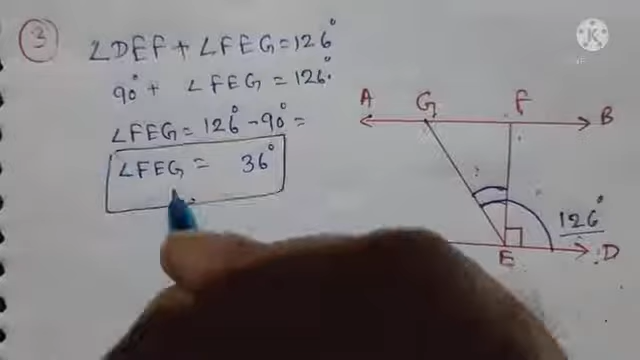 3
∠DEF + ∠FEG = 126°
90° + ∠FEG = 126°
∠FEG = 126° - 90° =
∠FEG = 36°
A G F B
?
126°
E D